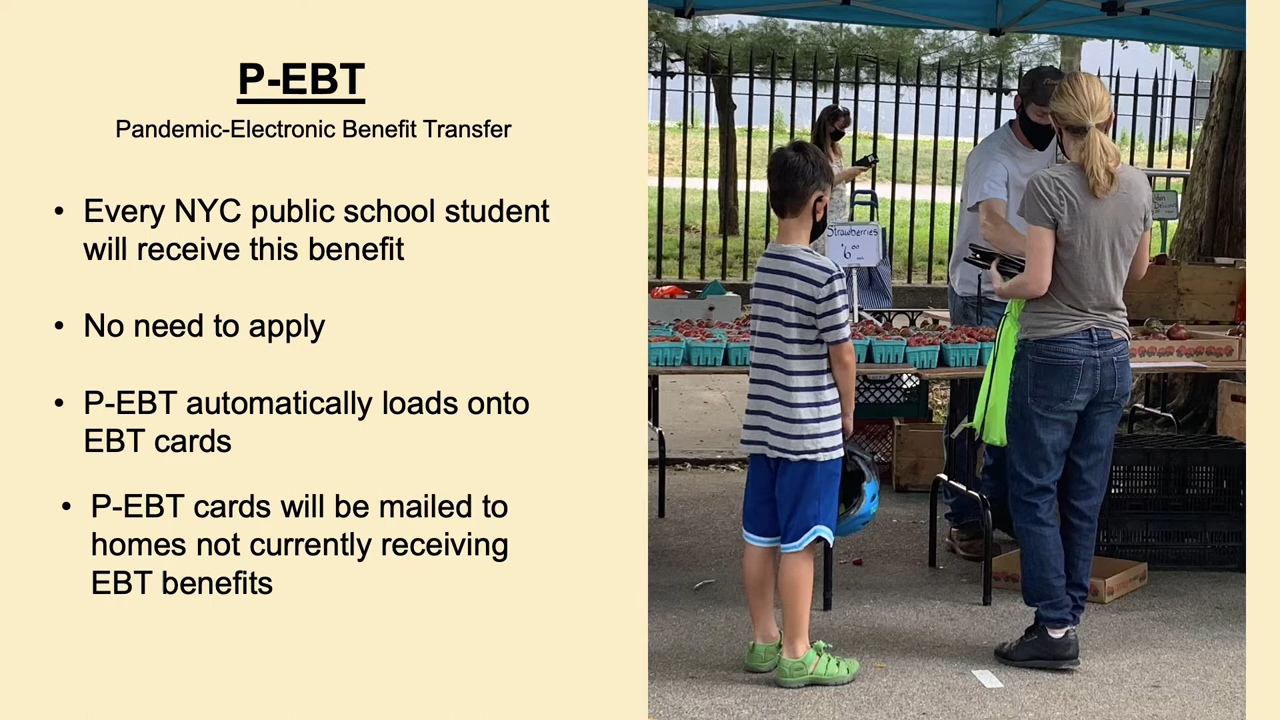 P-EBT
Pandemic-Electronic Benefit Transfer
• Every NYC public school student
will receive this benefit
• No need to apply
• P-EBT automatically loads onto
EBT cards
• P-EBT cards will be mailed to
homes not currently receiving
EBT benefits
Strawberries
$6.00